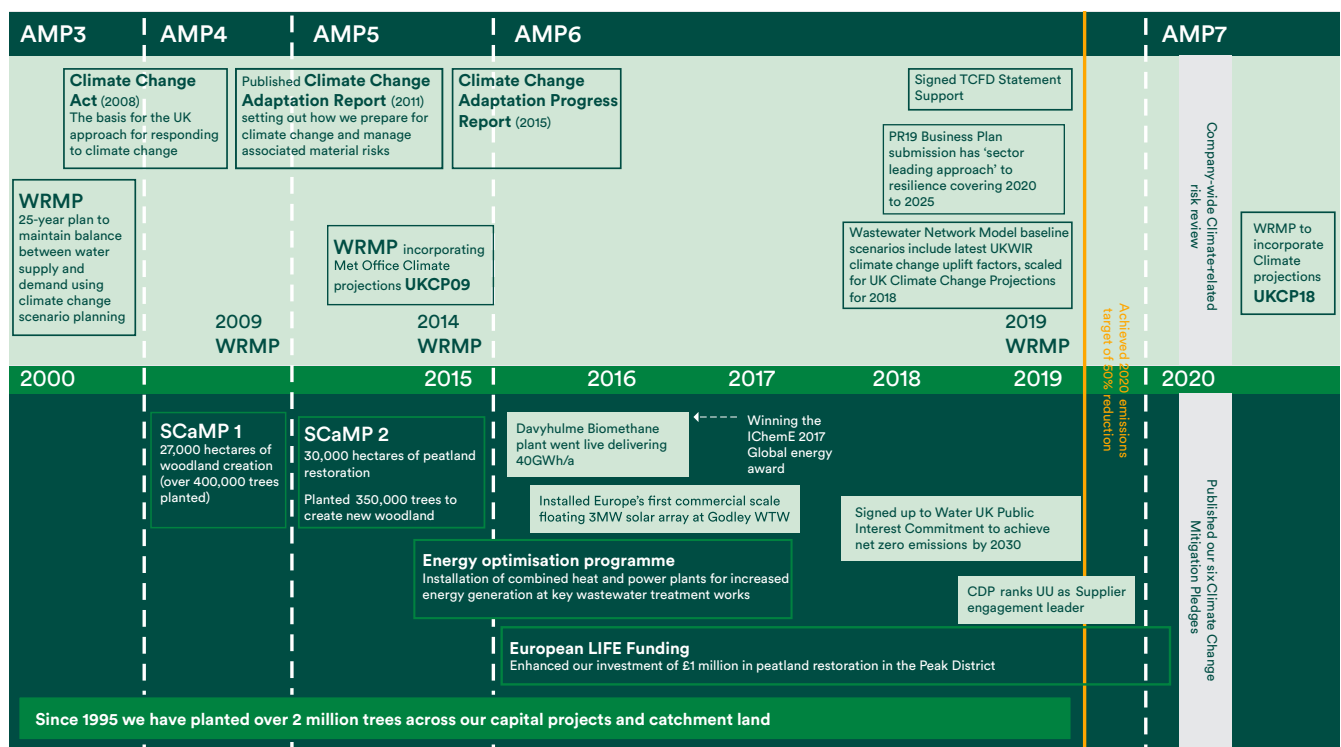 AMP3
AMP4
AMP5
AMP6
AMP7
Climate Change
Act (2008)
The basis for the UK
approach for responding
to climate change
Published Climate Change
Adaptation Report (2011)
setting out how we prepare for
climate change and manage
associated material risks
Climate Change
Adaptation Progress
Report (2015)
Signed TCFD Statement
Support
PR19 Business Plan
submission has ‘sector
leading approach’ to
resilience covering 2020
to 2025
WRMP
25-year plan to
maintain balance
between water
supply and
demand using
climate change
scenario planning
WRMP incorporating
Met Office Climate
projections UKCP09
Wastewater Network Model baseline
scenarios include latest UKWIR
climate change uplift factors, scaled
for UK Climate Change Projections
for 2018
Company-wide Climate-related
risk review
WRMP to
incorporate
Climate
projections
UKCP18
2009
WRMP
2014
WRMP
2019
WRMP
Achieved 2020 emissions
target of 50% reduction
2000
2015
2016
2017
2018
2019
2020
SCaMP 1
27,000 hectares of
woodland creation
(over 400,000 trees
planted)
SCaMP 2
30,000 hectares of peatland
restoration
Planted 350,000 trees to
create new woodland
Davyhulme Biomethane
plant went live delivering
40GWh/a
Winning the
IChemE 2017
Global energy
award
Installed Europe’s first commercial scale
floating 3MW solar array at Godley WTW
Signed up to Water UK Public
Interest Commitment to achieve
net zero emissions by 2030
Energy optimisation programme
Installation of combined heat and power plants for increased
energy generation at key wastewater treatment works
CDP ranks UU as Supplier
engagement leader
Published our sixClimate Change
Mitigation Pledges
European LIFE Funding
Enhanced our investment of £1 million in peatland restoration in the Peak District
Since 1995 we have planted over 2 million trees across our capital projects and catchment land